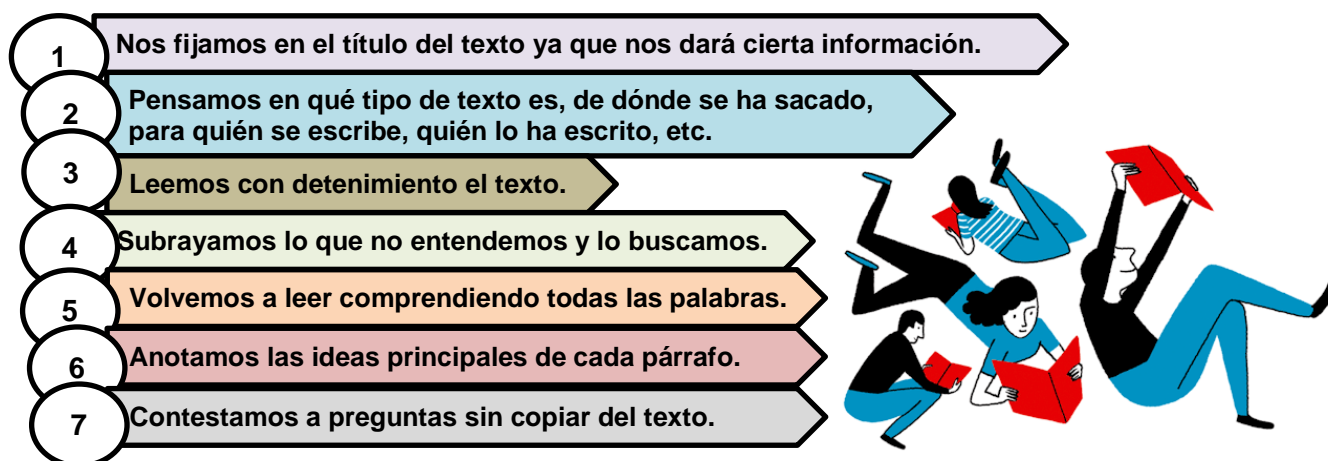 1
Nos fijamos en el título del texto ya que nos dará cierta información.
2
Pensamos en qué tipo de texto es, de dónde se ha sacado,
para quién se escribe, quién lo ha escrito, etc.
3
Leemos con detenimiento el texto.
4
Subrayamos lo que no entendemos y lo buscamos.
5
Volvemos a leer comprendiendo todas las palabras.
6
Anotamos las ideas principales de cada párrafo.
7
Contestamos a preguntas sin copiar del texto.